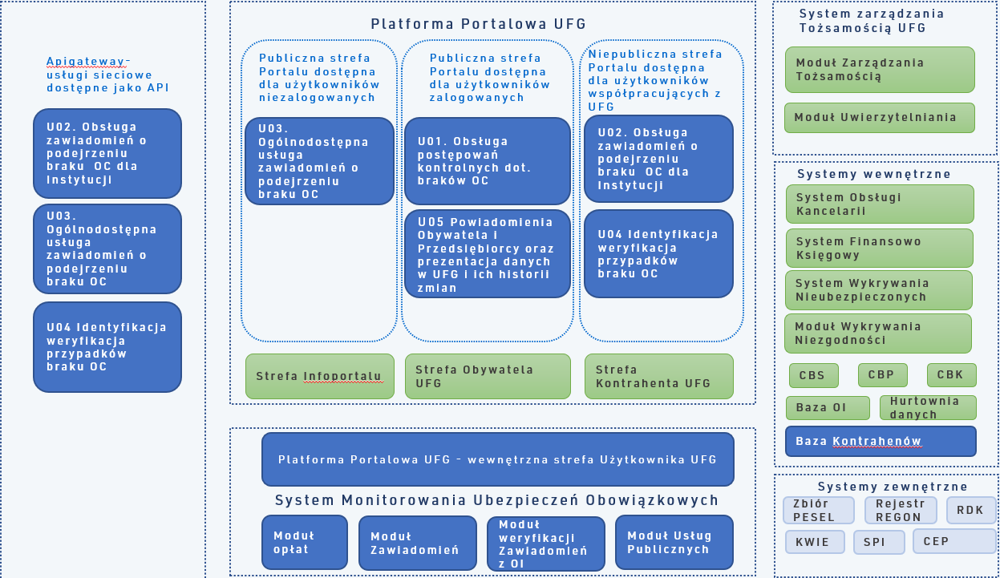 Apigateway-
usługi sieciowe
dostępne jako API
U02. Obsługa
zawiadomień o
podejrzeniu
braku OC dla
Instytucji
U03.
Ogólnodostępna
usługa
zawiadomień o
podejrzeniu
braku OC
U04 Identyfikacja
weryfikacja
przypadków
braku OC
Platforma Portalowa UFG
Publiczna strefa
Portalu dostępna
dla użytkowników
niezalogowanych
U03.
Ogólnodostępna
usługa
zawiadomień o
podejrzeniu
braku OC
Strefa Infoportalu
Publiczna strefa
Portalu dostępna
dla użytkowników
zalogowanych
U01. Obsługa
postępowań
kontrolnych dot.
braków OC
U05 Powiadomienia
Obywatela i
Przedsiębiorcy oraz
prezentacja danych
w UFG i ich historii
zmian
Strefa Obywatela
UFG
Niepubliczna strefa
Portalu dostępna
dla użytkowników
współpracujących z
UFG
U02. Obsługa
zawiadomień o
podejrzeniu
braku OC dla
Instytucji
U04 Identyfikacja
weryfikacja
przypadków
braku OC
Strefa
Kontrahenta UFG
Platforma Portalowa UFG - wewnętrzna strefa Użytkownika UFG
System Monitorowania Ubezpieczeń Obowiązkowych
Moduł
opłat
Moduł
Zawiadomień
Moduł
weryfikacji
Zawiadomień
z OI
Moduł Usług
Publicznych
System zarządzania
Tożsamością UFG
Moduł Zarządzania
Tożsamością
Moduł Uwierzytelniania
Systemy wewnętrzne
System Obsługi
Kancelarii
System Finansowo
Księgowy
System Wykrywania
Nieubezpieczonych
Moduł Wykrywania
Niezgodności
CBS
CBP
CBK
Baza OI
Hurtownia
danych
Baza Kontrahenów
Systemy zewnętrzne
Zbiór
PESEL
Rejestr
REGON
RDK
KWIE
SPI
CEP